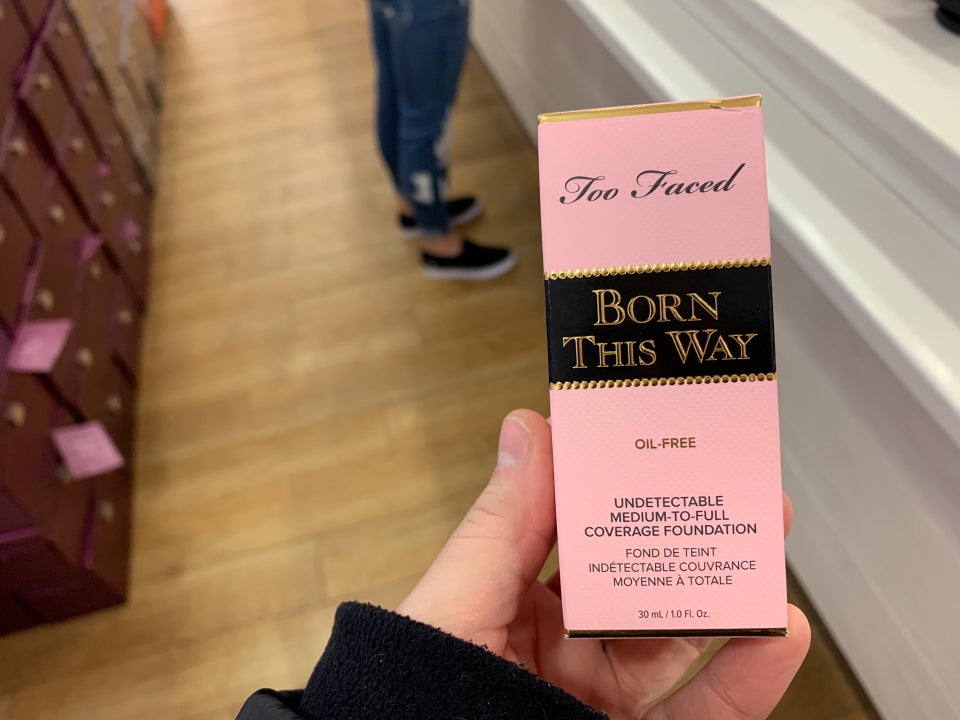 Too Faced
BORN
THIS WAY
OIL-FREE
UNDETECTABLE
MEDIUM-TO-FULL
COVERAGE FOUNDATION
FOND DE TEINT
INDÉTECTABLE COUVRANCE
MOYENNE À TOTALE
30 mL / 1.0 Fl. Oz.